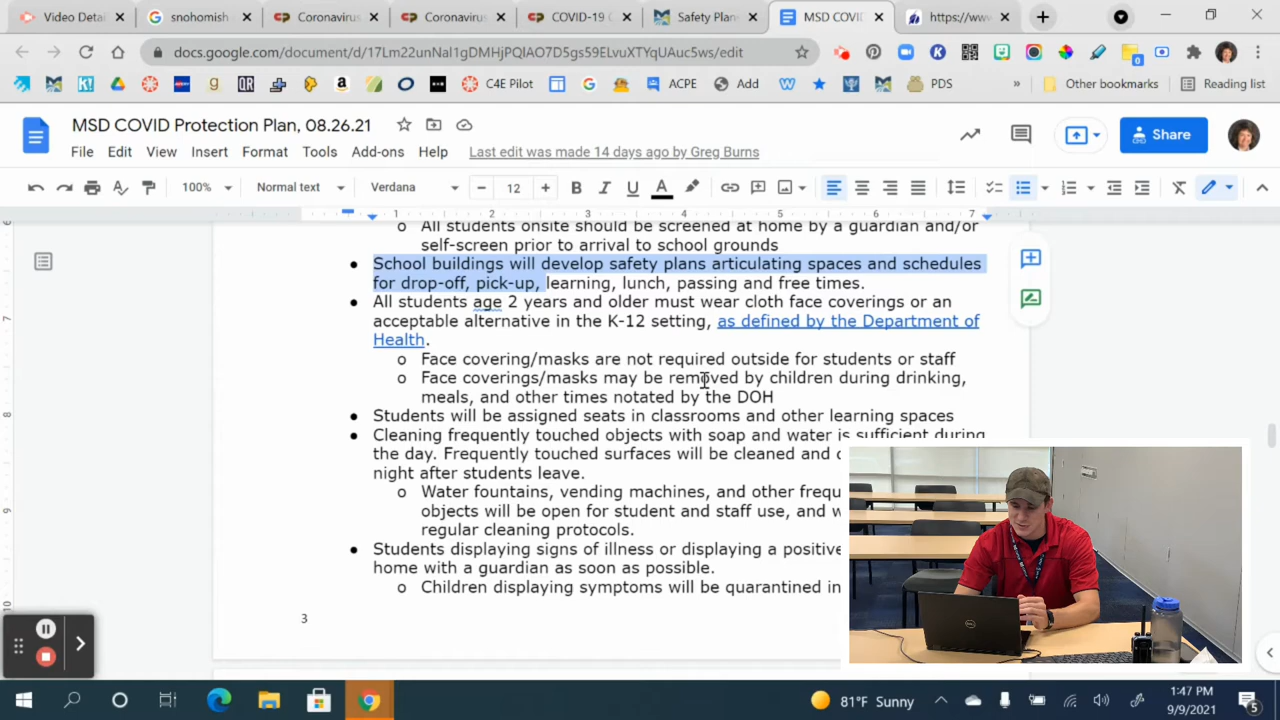 Video Detai
snohomish
Coronavirus
Coronavirus
COVID-19 C
Safety Plans
MSD COVI
https://ww
docs.google.com/document/d/17Lm22unNal1gDMHjPQIAO7D5gs59ELvuXTYqUAuc5ws/edit
C4E Pilot
ACPE
Add
PDS
Other bookmarks
Reading list
MSD COVID Protection Plan, 08.26.21
File Edit View Insert Format Tools Add-ons Help Last edit was made 14 days ago by Greg Burns
Share
100% Normal text Verdana 12
1 2 3 4 5 6 7
All students onsite should be screened at home by a guardian and/or
self-screen prior to arrival to school grounds
School buildings will develop safety plans articulating spaces and schedules
for drop-off, pick-up, learning, lunch, passing and free times.
All students age 2 years and older must wear cloth face coverings or an
acceptable alternative in the K-12 setting, as defined by the Department of
Health.
Face covering/masks are not required outside for students or staff
Face coverings/masks may be removed by children during drinking,
meals, and other times notated by the DOH
Students will be assigned seats in classrooms and other learning spaces
Cleaning frequently touched objects with soap and water is sufficient during
the day. Frequently touched surfaces will be cleaned and
night after students leave.
Water fountains, vending machines, and other frequ
objects will be open for student and staff use, and w
regular cleaning protocols.
Students displaying signs of illness or displaying a positive
home with a guardian as soon as possible.
Children displaying symptoms will be quarantined in
3
81°F Sunny
1:47 PM
9/9/2021
5